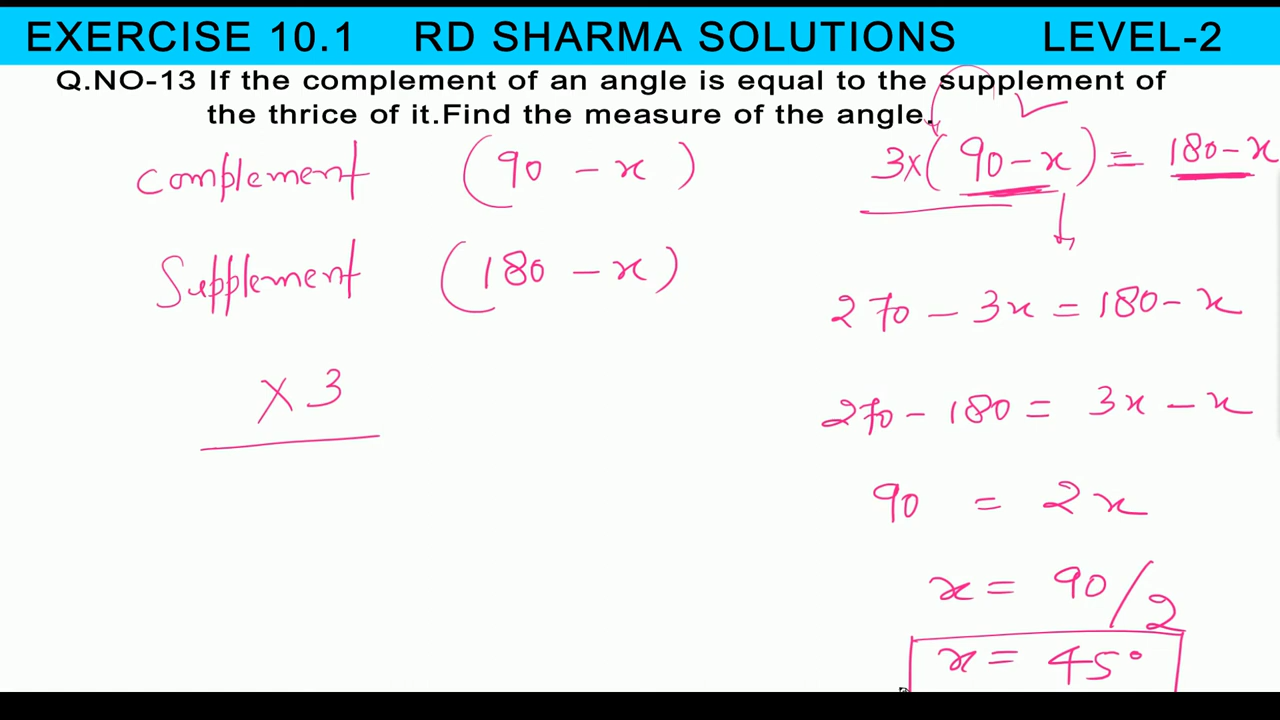 EXERCISE 10.1 RD SHARMA SOLUTIONS LEVEL-2
Q.NO-13 If the complement of an angle is equal to the supplement of
the thrice of it.Find the measure of the angle.
Complement (90 - x)
3x(90-x) = 180-x
Supplement (180 - x)
270 - 3x = 180 - x
x 3
270 - 180 = 3x - x
90 = 2x
x = 90/2
x = 45°